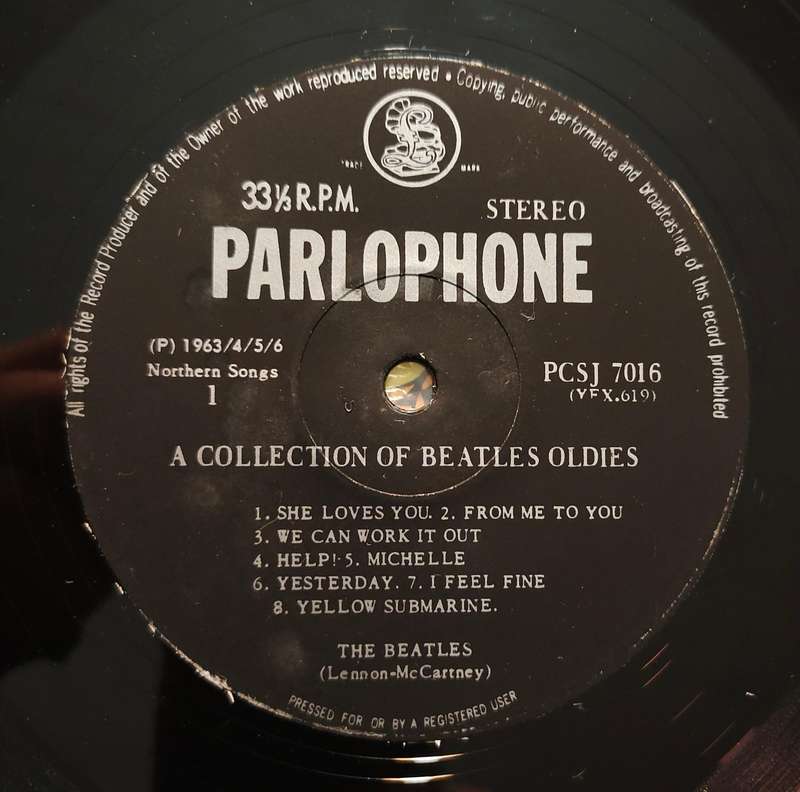 All rights of the Record Producer and of the Owner of the work reproduced reserved • Copying, public performance and broadcasting of this record prohibited
TRADE MARK
33⅓ R.P.M.
STEREO
PARLOPHONE
(P) 1963/4/5/6
Northern Songs
1
PCSJ 7016
(YEX.619)
A COLLECTION OF BEATLES OLDIES
1. SHE LOVES YOU. 2. FROM ME TO YOU
3. WE CAN WORK IT OUT
4. HELP! 5. MICHELLE
6. YESTERDAY. 7. I FEEL FINE
8. YELLOW SUBMARINE.
THE BEATLES
(Lennon-McCartney)
PRESSED FOR OR BY A REGISTERED USER